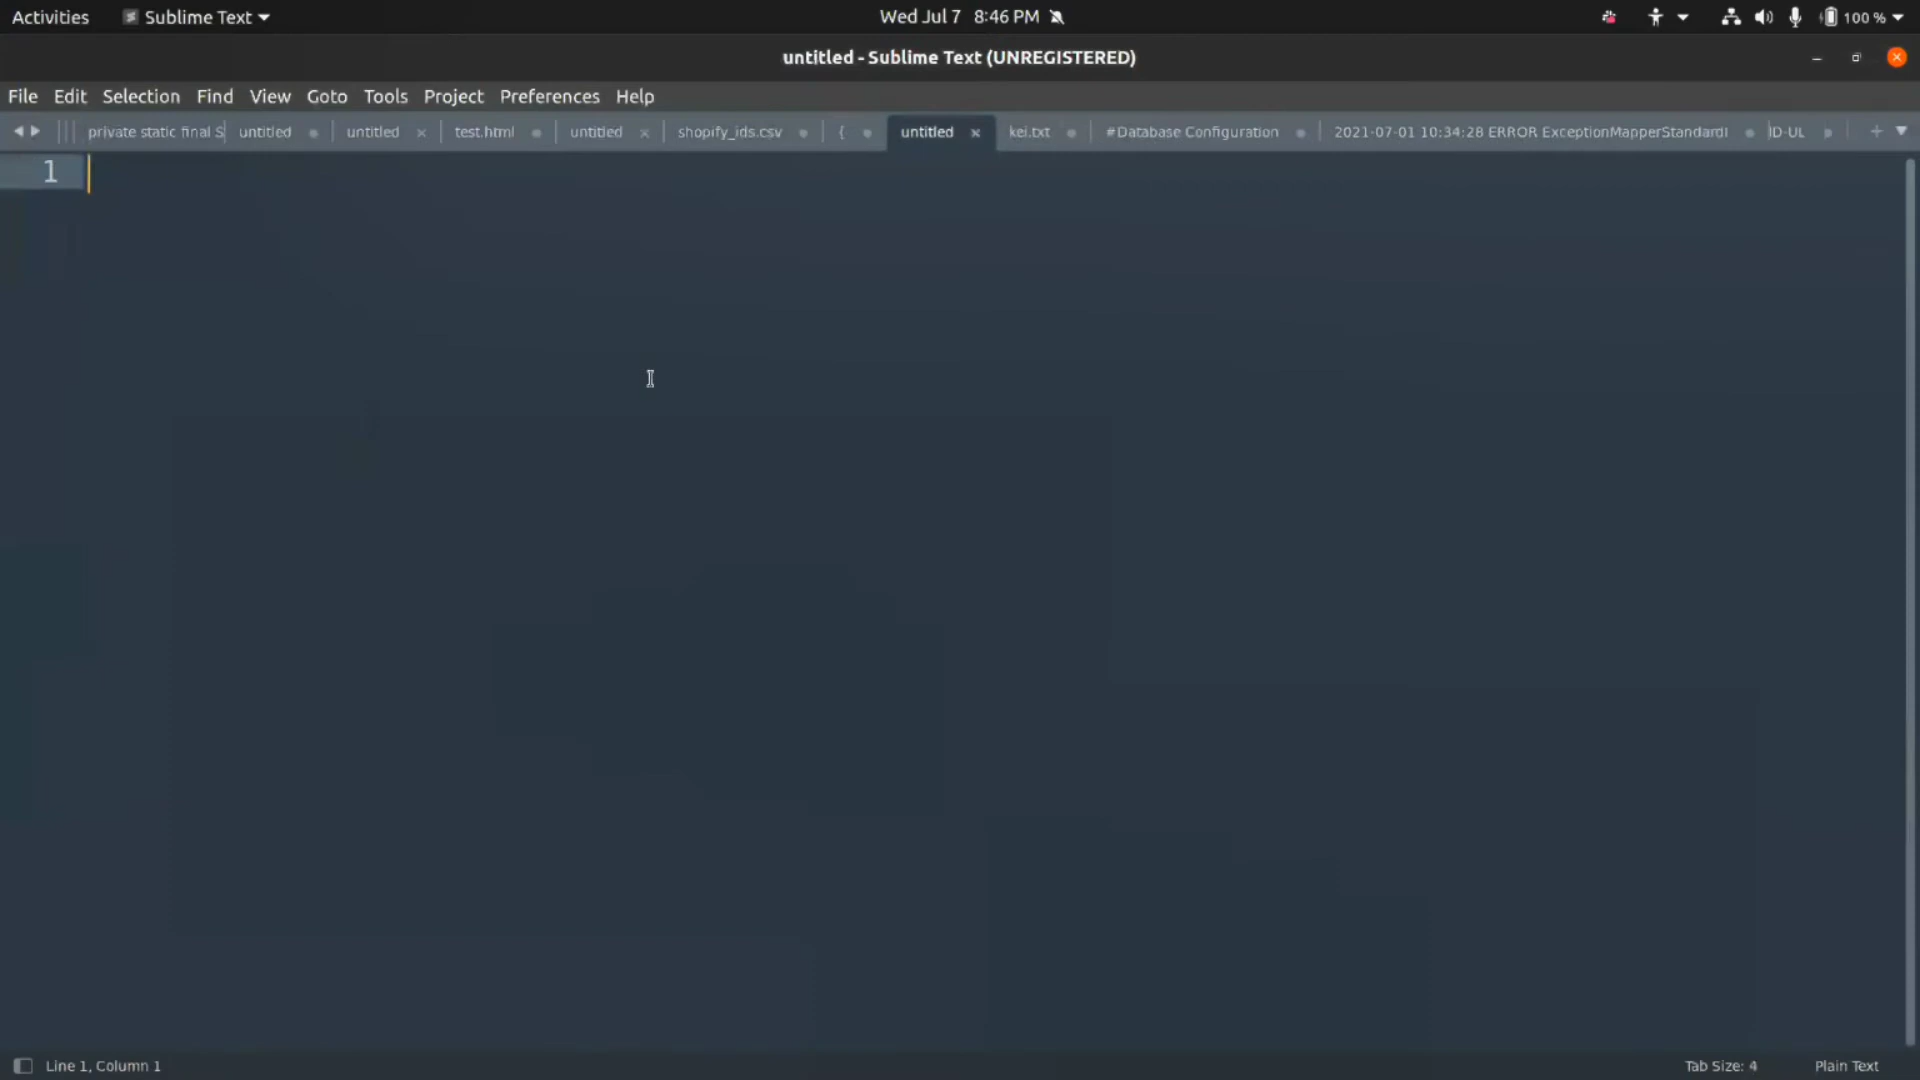 Activities Sublime Text Wed Jul 7 8:46 PM 100 %
untitled - Sublime Text (UNREGISTERED)
File Edit Selection Find View Goto Tools Project Preferences Help
private static final S untitled untitled test.html untitled shopify_ids.csv { untitled kei.txt #Database Configuration 2021-07-01 10:34:28 ERROR ExceptionMapperStandardI ID-UL
1
Line 1, Column 1 Tab Size: 4 Plain Text